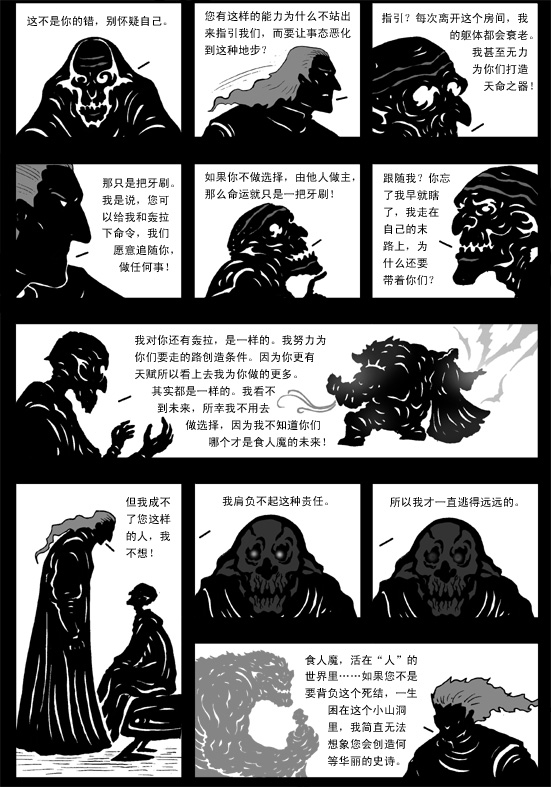 这不是你的错，别怀疑自己。
您有这样的能力为什么不站出
来指引我们，而要让事态恶化
到这种地步？
指引？每次离开这个房间，我
的躯体都会衰老。
我甚至无力
为你们打造
天命之器！
那只是把牙刷。
我是说，您可
以给我和轰拉
下命令，我们
愿意追随你，
做任何事！
如果你不做选择，由他人做主，
那么命运就只是一把牙刷！
跟随我？你忘
了我早就瞎
了，我走在
自己的末
路上，为
什么还要
带着你们？
我对你还有轰拉，是一样的。我努力为
你们要走的路创造条件。因为你更有
天赋所以看上去我为你做的更多。
其实都是一样的。我看不
到未来，所幸我不用去
做选择，因为我不知道你们
哪个才是食人魔的未来！
但我成不
了您这样
的人，我
不想！
我肩负不起这种责任。
所以我才一直逃得远远的。
食人魔，活在“人”的
世界里……如果您不是
要背负这个死结，一生
困在这个小山洞
里，我简直无法
想象您会创造何
等华丽的史诗。